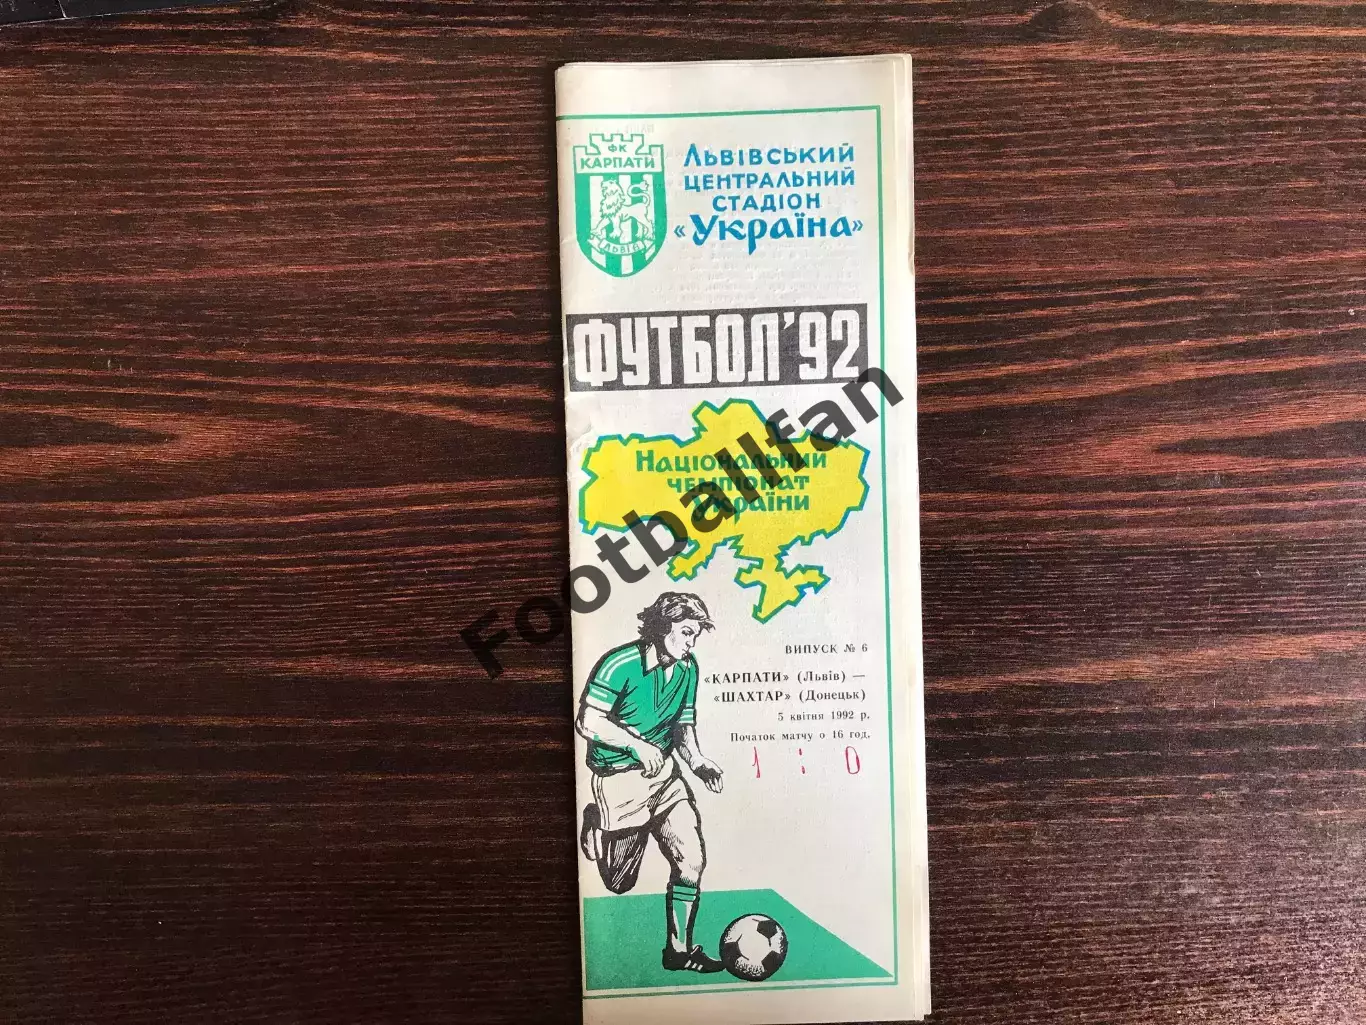 ФК
КАРПАТИ
ЛЬВІВ
ЛЬВІВСЬКИЙ
ЦЕНТРАЛЬНИЙ
СТАДІОН
«Україна»
ФУТБОЛ'92
НАЦІОНАЛЬНИЙ
ЧЕМПІОНАТ
УКРАЇНИ
Footballfan
ВИПУСК № 6
«КАРПАТИ» (Львів) —
«ШАХТАР» (Донецьк)
5 квітня 1992 р.
Початок матчу о 16 год.
1 : 0